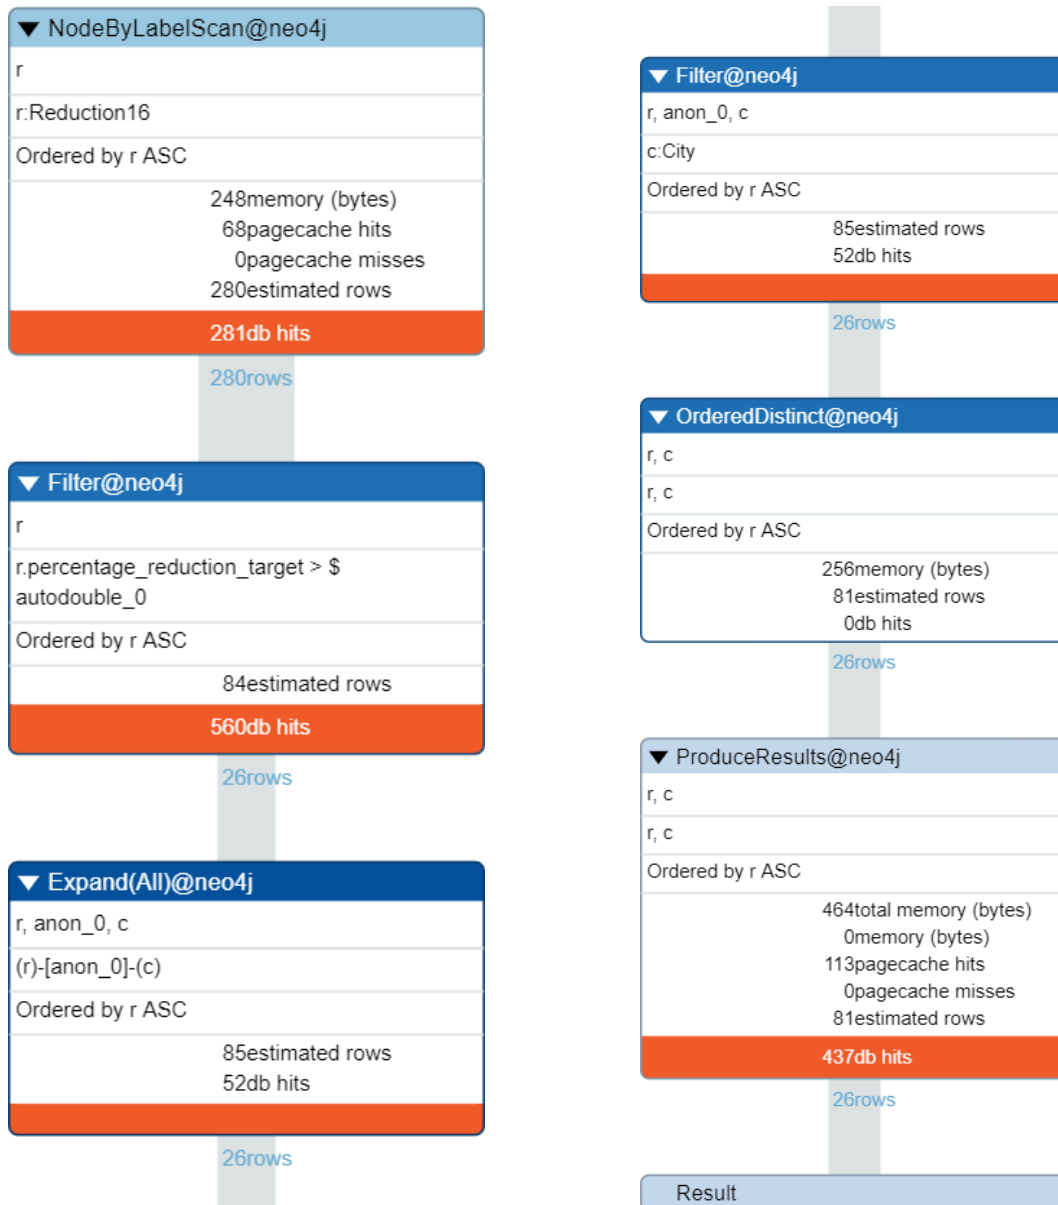 ▼ NodeByLabelScan@neo4j
r
r:Reduction16
Ordered by r ASC
248memory (bytes)
68pagecache hits
0pagecache misses
280estimated rows
281db hits
280rows
▼ Filter@neo4j
r
r.percentage_reduction_target > $
autodouble_0
Ordered by r ASC
84estimated rows
560db hits
26rows
▼ Expand(All)@neo4j
r, anon_0, c
(r)-[anon_0]-(c)
Ordered by r ASC
85estimated rows
52db hits
26rows
▼ Filter@neo4j
r, anon_0, c
c:City
Ordered by r ASC
85estimated rows
52db hits
26rows
▼ OrderedDistinct@neo4j
r, c
r, c
Ordered by r ASC
256memory (bytes)
81estimated rows
0db hits
26rows
▼ ProduceResults@neo4j
r, c
r, c
Ordered by r ASC
464total memory (bytes)
0memory (bytes)
113pagecache hits
0pagecache misses
81estimated rows
437db hits
26rows
Result